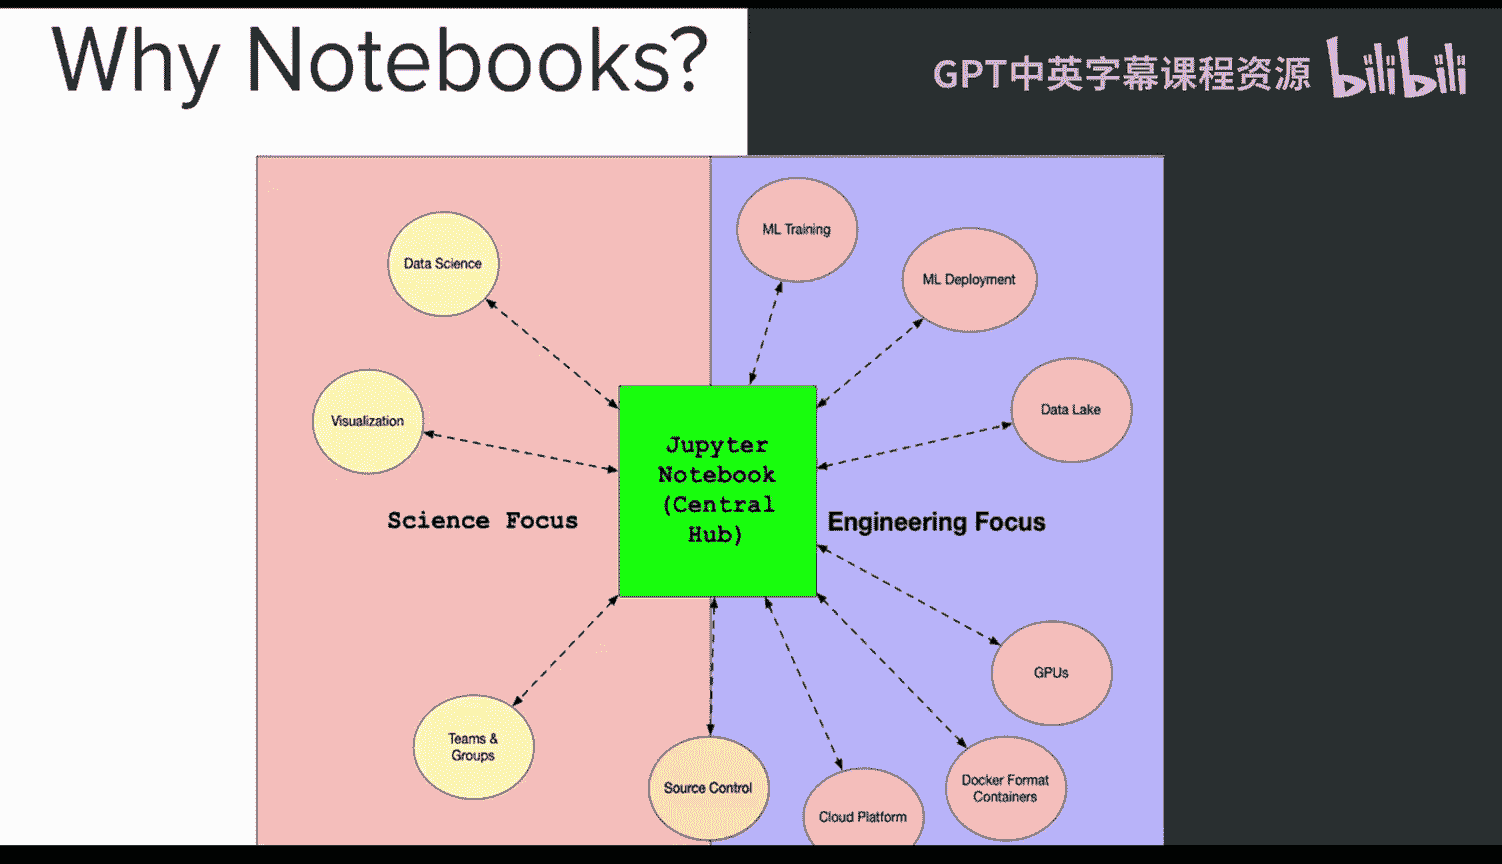 Why Notebooks?
GPT中英字幕课程资源 bilibili
ML Training
Data Science
ML Deployment
Data Lake
Visualization
Jupyter
Notebook
(Central
Hub)
Science Focus
Engineering Focus
GPUs
Teams &
Groups
Source Control
Docker Format
Containers
Cloud Platform